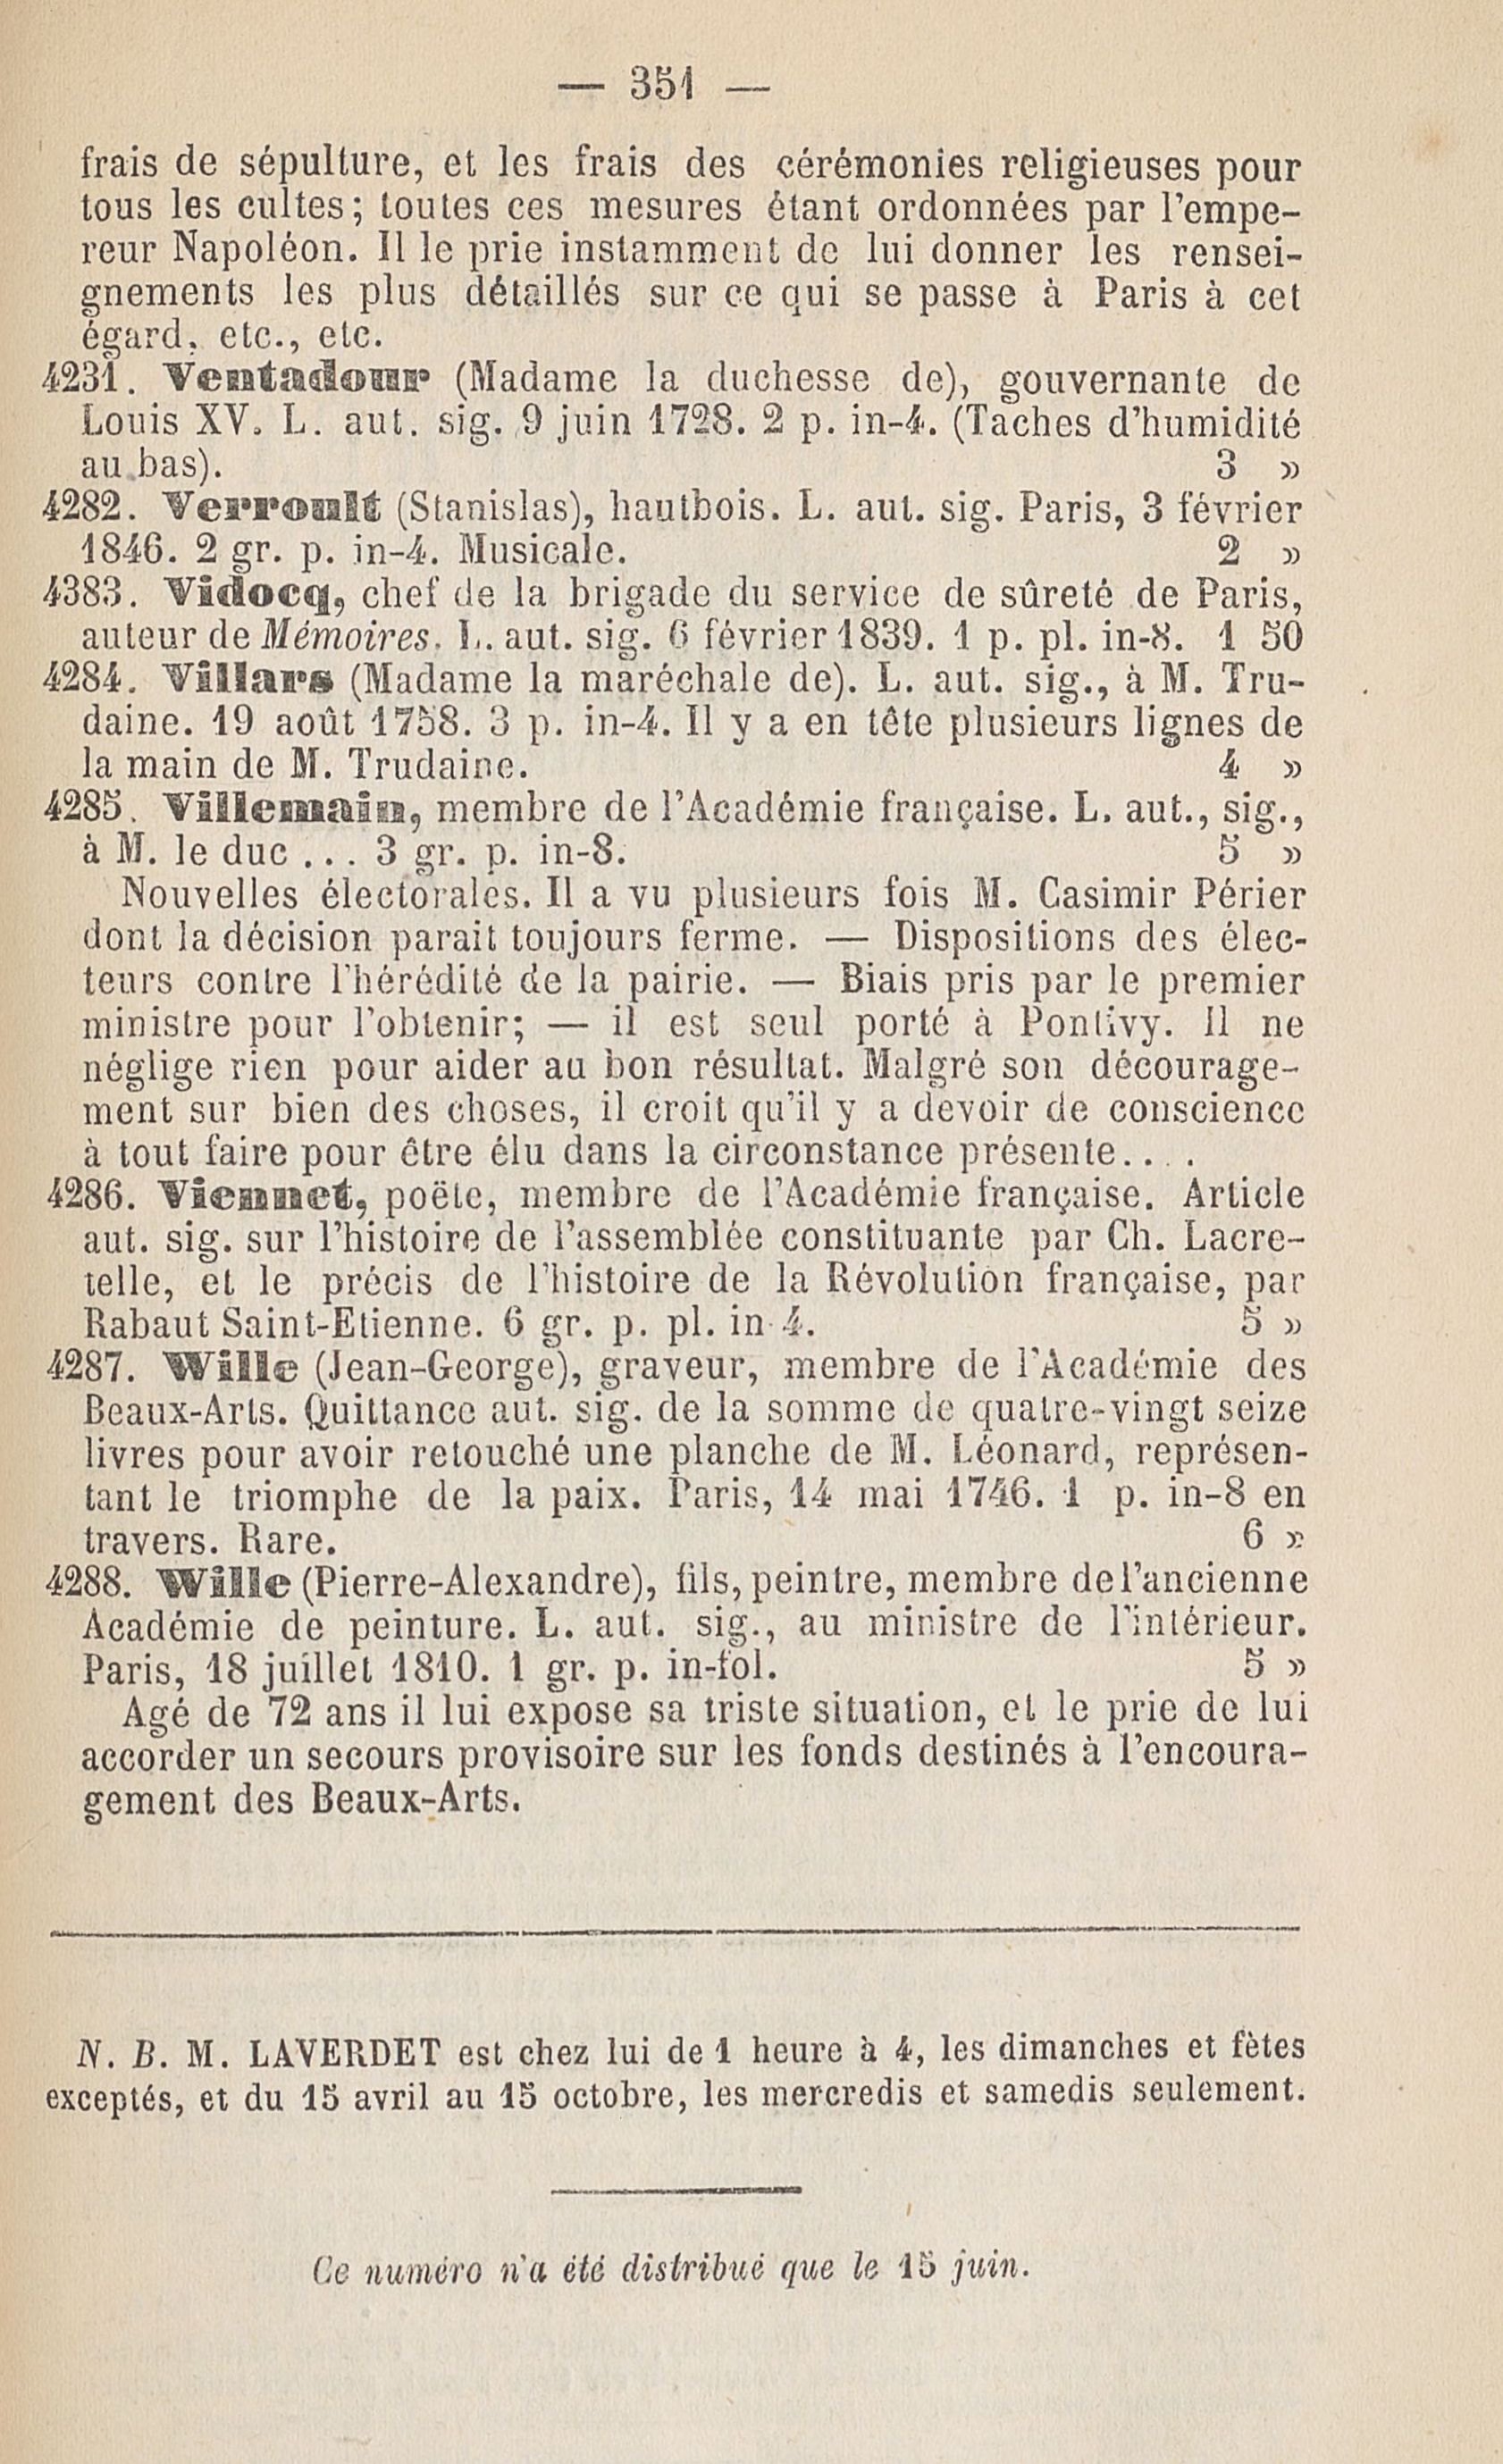 — 351 —
frais de sépulture, et les frais des cérémonies religieuses pour
tous les cultes; toutes ces mesures étant ordonnées par l'empe-
reur Napoléon. Il le prie instamment de lui donner les rensei-
gnements les plus détaillés sur ce qui se passe à Paris à cet
égard, etc., etc.
4231. Ventadour (Madame la duchesse de), gouvernante de
Louis XV. L. aut. sig. 9 juin 1728. 2 p. in-4. (Taches d'humidité
au bas). 3 »
4282. Verroult (Stanislas), hautbois. L. aut. sig. Paris, 3 février
1846. 2 gr. p. in-4. Musicale. 2 »
4383. Vidocq, chef de la brigade du service de sûreté de Paris,
auteur de Mémoires. L. aut. sig. 6 février 1839. 1 p. pl. in-8. 1 50
4284. Villars (Madame la maréchale de). L. aut. sig., à M. Tru-
daine. 19 août 1758. 3 p. in-4. Il y a en tête plusieurs lignes de
la main de M. Trudaine. 4 »
4285. Villemain, membre de l'Académie française. L. aut., sig.,
à M. le duc ... 3 gr. p. in-8. 5 »
Nouvelles électorales. Il a vu plusieurs fois M. Casimir Périer
dont la décision parait toujours ferme. — Dispositions des élec-
teurs contre l'hérédité de la pairie. — Biais pris par le premier
ministre pour l'obtenir; — il est seul porté à Pontivy. Il ne
néglige rien pour aider au bon résultat. Malgré son décourage-
ment sur bien des choses, il croit qu'il y a devoir de conscience
à tout faire pour être élu dans la circonstance présente....
4286. Viennet, poëte, membre de l'Académie française. Article
aut. sig. sur l'histoire de l'assemblée constituante par Ch. Lacre-
telle, et le précis de l'histoire de la Révolution française, par
Rabaut Saint-Etienne. 6 gr. p. pl. in-4. 5 »
4287. Wille (Jean-George), graveur, membre de l'Académie des
Beaux-Arts. Quittance aut. sig. de la somme de quatre-vingt seize
livres pour avoir retouché une planche de M. Léonard, représen-
tant le triomphe de la paix. Paris, 14 mai 1746. 1 p. in-8 en
travers. Rare. 6 »
4288. Wille (Pierre-Alexandre), fils, peintre, membre de l'ancienne
Académie de peinture. L. aut. sig., au ministre de l'intérieur.
Paris, 18 juillet 1810. 1 gr. p. in-fol. 5 »
Agé de 72 ans il lui expose sa triste situation, et le prie de lui
accorder un secours provisoire sur les fonds destinés à l'encoura-
gement des Beaux-Arts.
N. B. M. LAVERDET est chez lui de 1 heure à 4, les dimanches et fètes
exceptés, et du 15 avril au 15 octobre, les mercredis et samedis seulement.
Ce numéro n'a été distribué que le 15 juin.